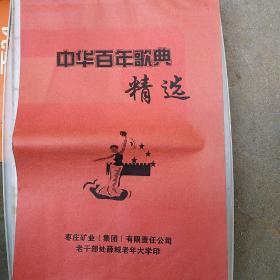 中华百年歌典
精选
枣庄矿业（集团）有限责任公司
老干部处薛城老年大学印